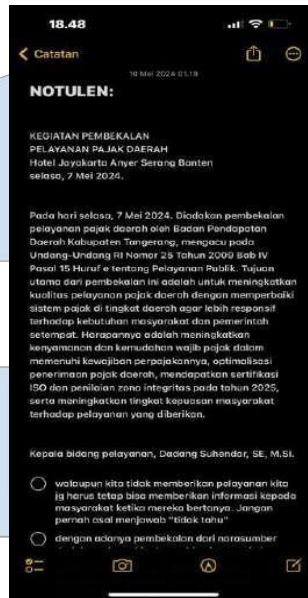 18.48
Catatan
10 Mei 2024 01.19
NOTULEN:
KEGIATAN PEMBEKALAN
PELAYANAN PAJAK DAERAH
Hotel Jayakarta Anyer Serang Banten
selasa, 7 Mei 2024.
Pada hari selasa, 7 Mei 2024. Diadakan pembekalan
pelayanan pajak daerah oleh Badan Pendapatan
Daerah Kabupaten Tangerang, mengacu pada
Undang-Undang RI Nomor 25 Tahun 2009 Bab IV
Pasal 15 Huruf e tentang Pelayanan Publik. Tujuan
utama dari pembekalan ini adalah untuk meningkatkan
kualitas pelayanan pajak daerah dengan memperbaiki
sistem pajak di tingkat daerah agar lebih responsif
terhadap kebutuhan masyarakat dan pemerintah
setempat. Harapannya adalah meningkatkan
kenyamanan dan kemudahan wajib pajak dalam
memenuhi kewajiban perpajakannya, optimalisasi
penerimaan pajak daerah, mendapatkan sertifikasi
ISO dan penilaian zona integritas pada tahun 2025,
serta meningkatkan tingkat kepuasan masyarakat
terhadap pelayanan yang diberikan.
Kepala bidang pelayanan, Dadang Suhendar, SE, M.SI.
walaupun kita tidak memberikan pelayanan kita
jg harus tetap bisa memberikan informasi kepada
masyarakat ketika mereka bertanya. Jangan
pernah asal menjawab "tidak tahu"
dengan adanya pembekalan dari narasumber